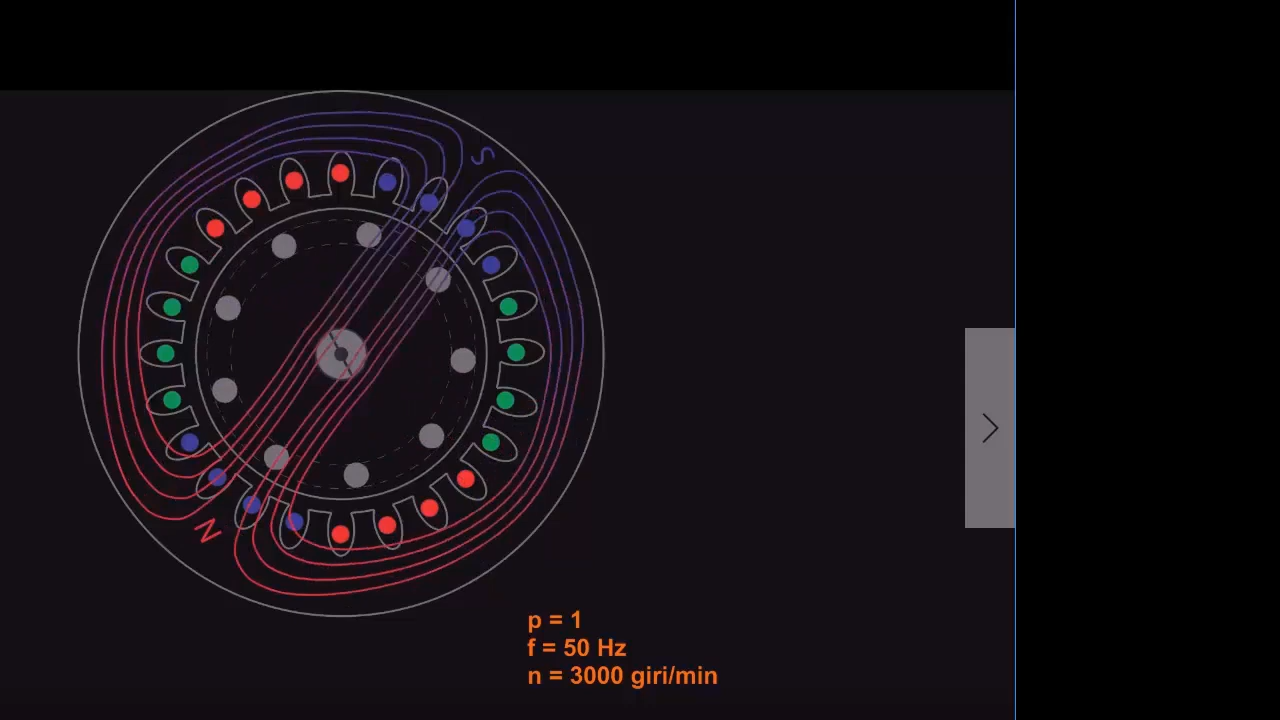 S
N
p = 1
f = 50 Hz
n = 3000 giri/min